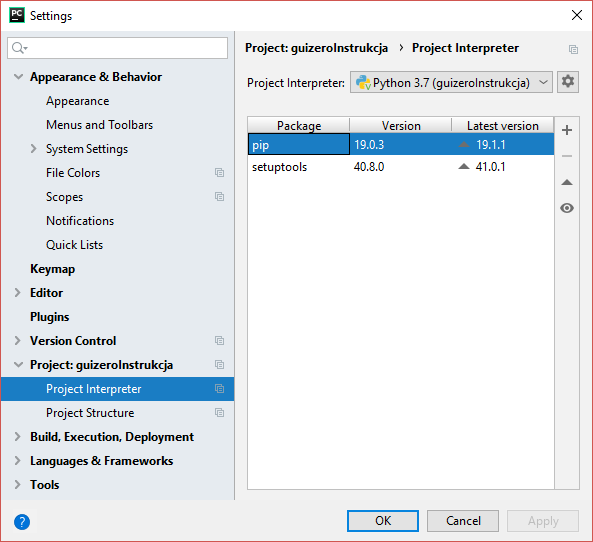 PC Settings
Appearance & Behavior
Appearance
Menus and Toolbars
System Settings
File Colors
Scopes
Notifications
Quick Lists
Keymap
Editor
Plugins
Version Control
Project: guizeroInstrukcja
Project Interpreter
Project Structure
Build, Execution, Deployment
Languages & Frameworks
Tools
Project: guizeroInstrukcja › Project Interpreter
Project Interpreter: Python 3.7 (guizeroInstrukcja)
Package Version Latest version
pip 19.0.3 19.1.1
setuptools 40.8.0 41.0.1
? OK Cancel Apply